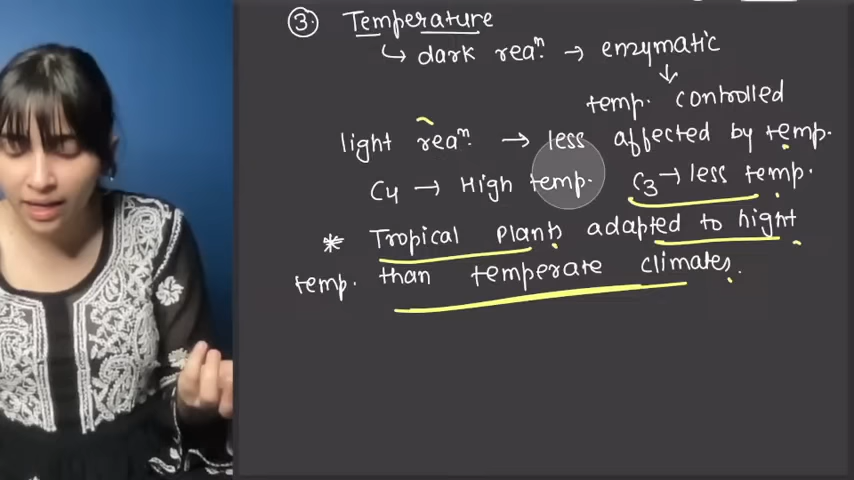 ③ Temperature
↳ dark reaⁿ. → enzymatic
↓
temp. controlled
light reaⁿ. → less affected by temp.
C4 → High temp. C3 → less temp.
* Tropical Plants adapted to hight
temp. than temperate climates.